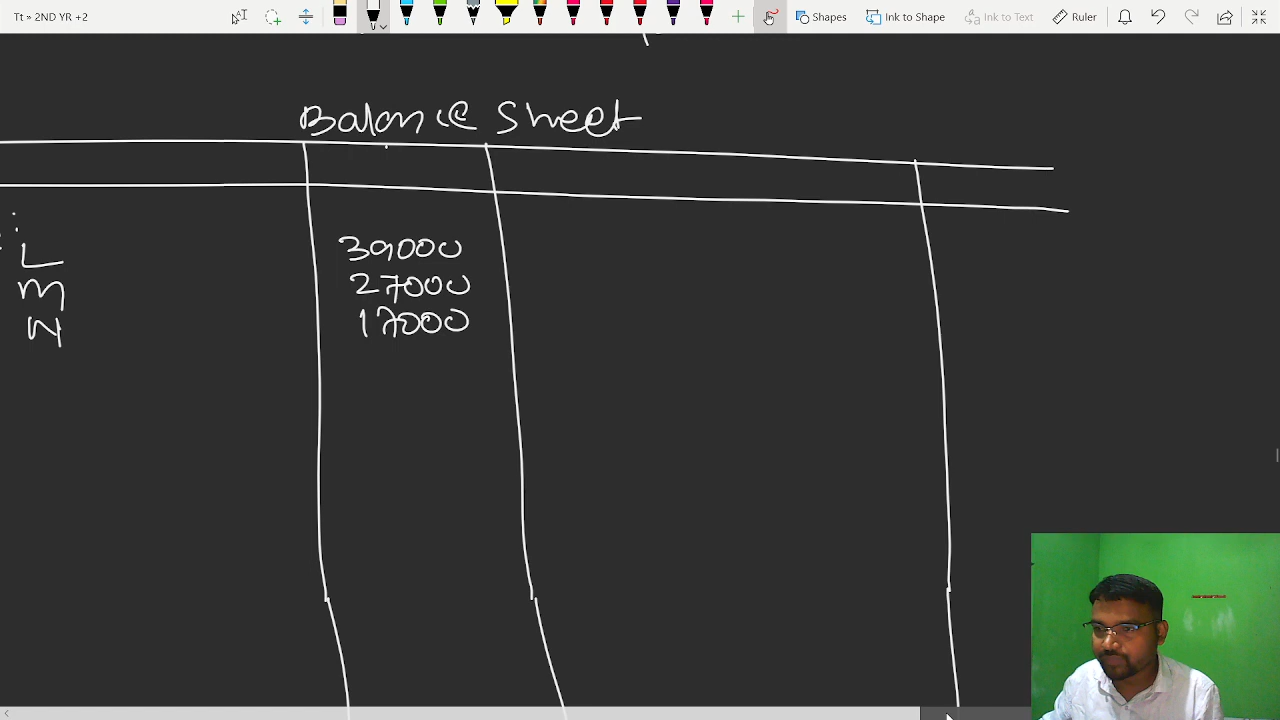 Tt » 2ND YR +2
Shapes
Ink to Shape
Ink to Text
Ruler
Balance Sheet
L 39000
M 27000
N 17000